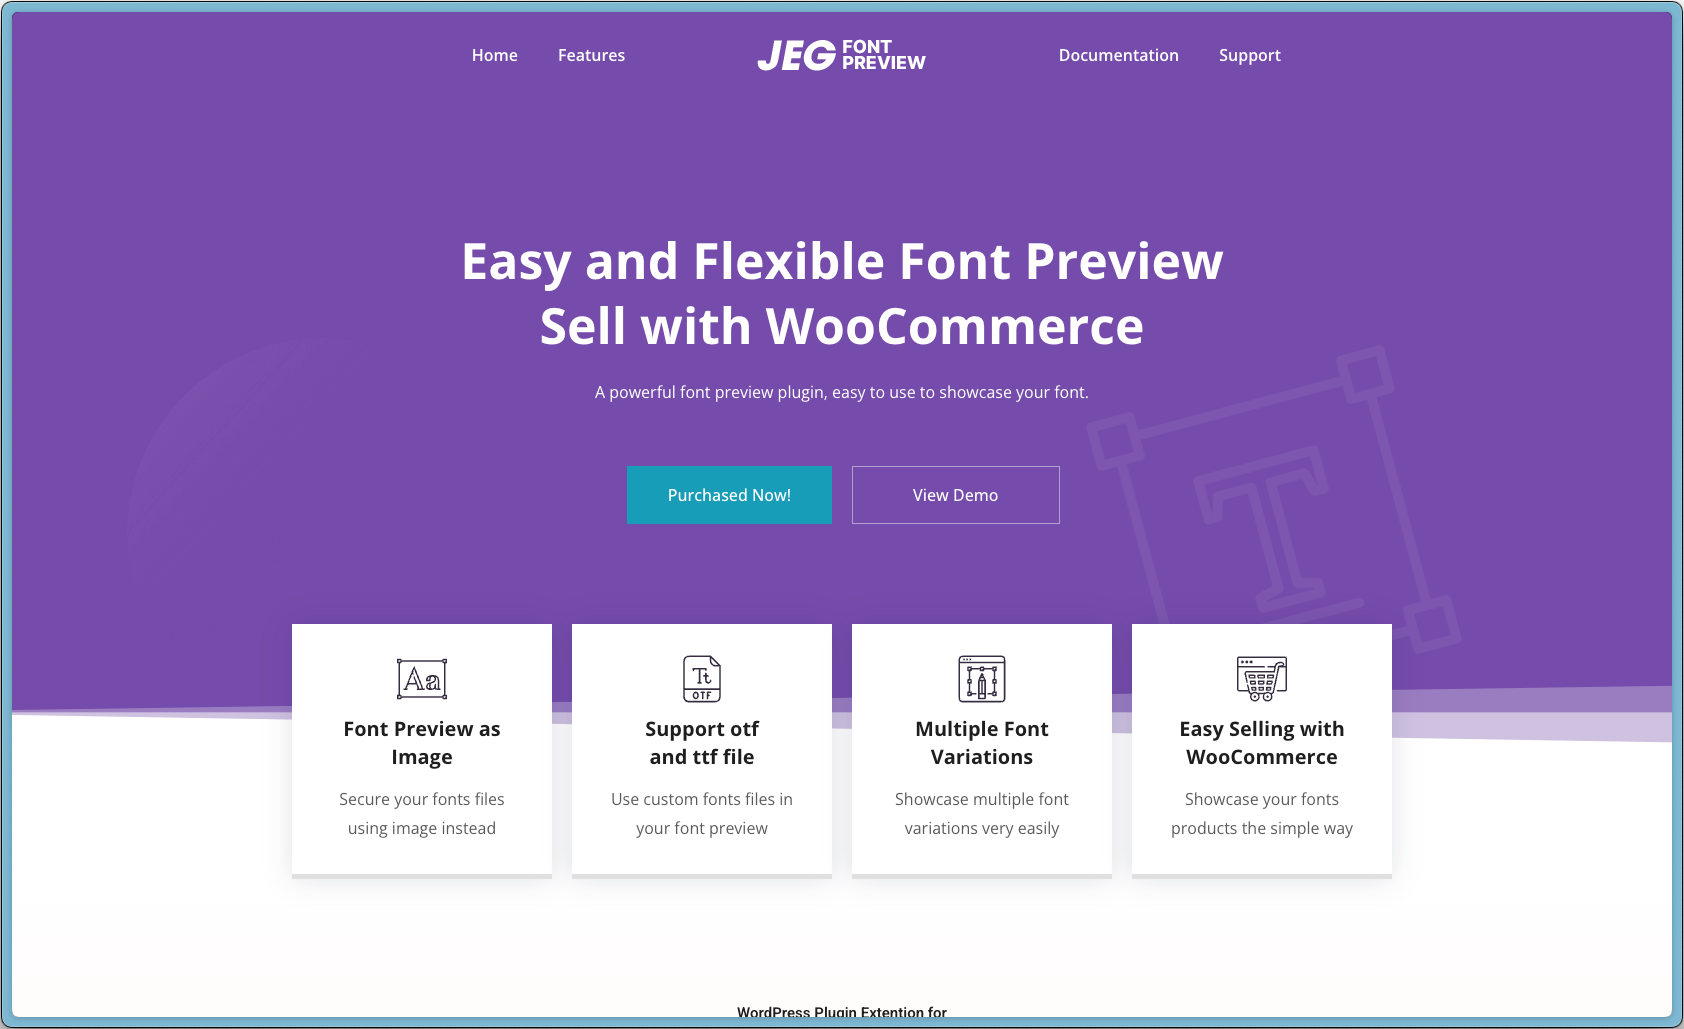 Home Features JEG FONT PREVIEW Documentation Support
Easy and Flexible Font Preview
Sell with WooCommerce
A powerful font preview plugin, easy to use to showcase your font.
Purchased Now! View Demo
Aa
Font Preview as
Image
Secure your fonts files
using image instead
Tt
OTF
Support otf
and ttf file
Use custom fonts files in
your font preview
Multiple Font
Variations
Showcase multiple font
variations very easily
Easy Selling with
WooCommerce
Showcase your fonts
products the simple way
T
WordPress Plugin Extention for